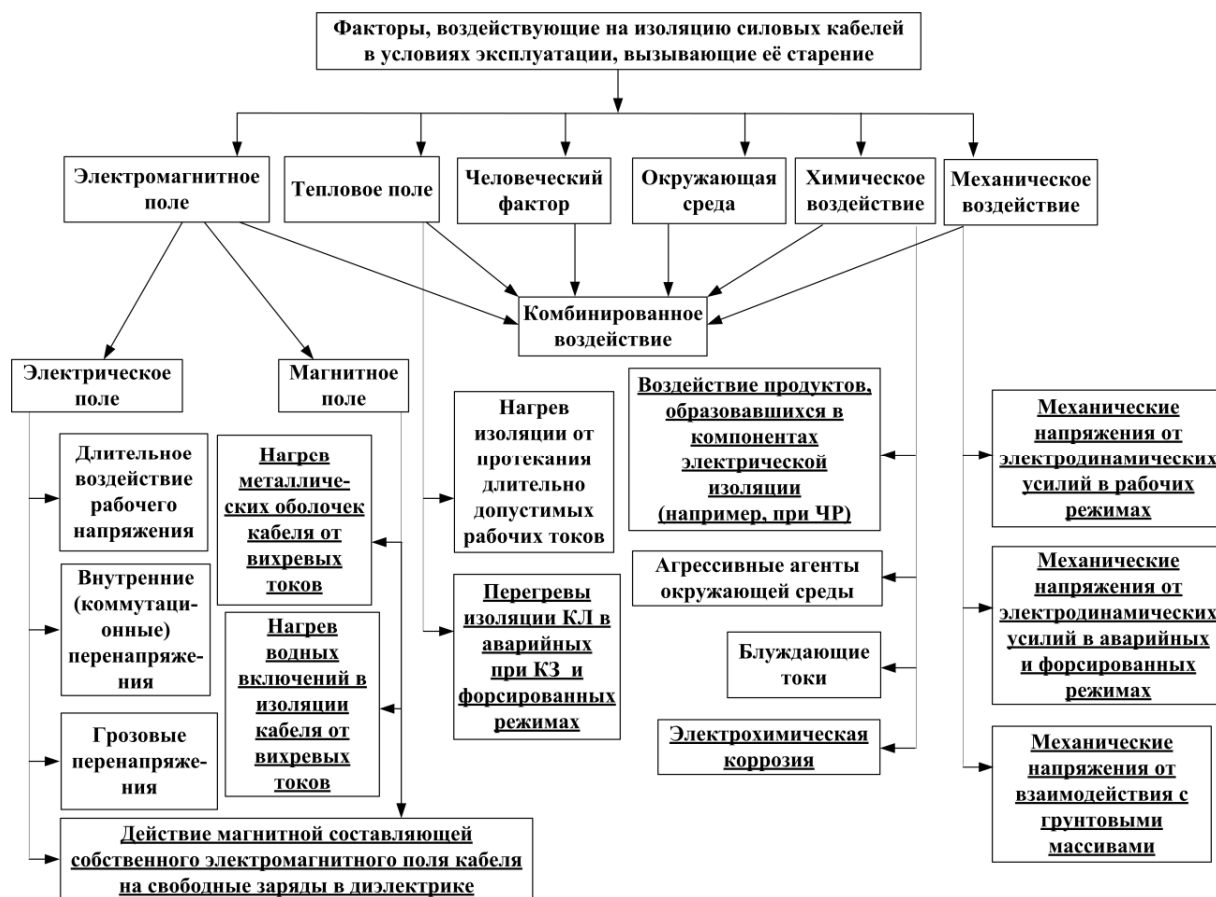 Факторы, воздействующие на изоляцию силовых кабелей
в условиях эксплуатации, вызывающие её старение
Электромагнитное
поле
Тепловое поле
Человеческий
фактор
Окружающая
среда
Химическое
воздействие
Механическое
воздействие
Комбинированное
воздействие
Электрическое
поле
Магнитное
поле
Длительное
воздействие
рабочего
напряжения
Внутренние
(коммутаци-
онные)
перенапряже-
ния
Грозовые
перенапряже-
ния
Нагрев
металличе-
ских оболочек
кабеля от
вихревых
токов
Нагрев
водных
включений в
изоляции
кабеля от
вихревых
токов
Действие магнитной составляющей
собственного электромагнитного поля кабеля
на свободные заряды в диэлектрике
Нагрев
изоляции от
протекания
длительно
допустимых
рабочих токов
Перегревы
изоляции КЛ в
аварийных
при КЗ и
форсированных
режимах
Воздействие продуктов,
образовавшихся в
компонентах
электрической
изоляции
(например, при ЧР)
Агрессивные агенты
окружающей среды
Блуждающие
токи
Электрохимическая
коррозия
Механические
напряжения от
электродинамических
усилий в рабочих
режимах
Механические
напряжения от
электродинамических
усилий в аварийных
и форсированных
режимах
Механические
напряжения от
взаимодействия с
грунтовыми
массивами